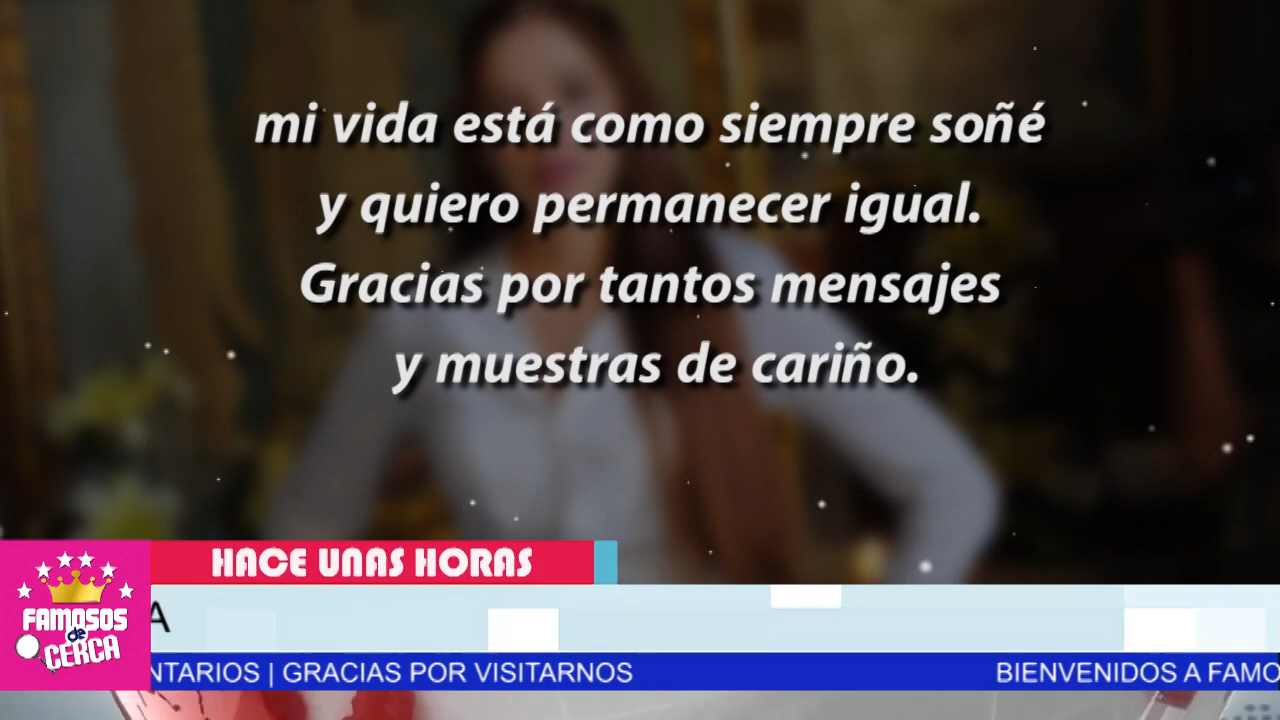 mi vida está como siempre soñé
y quiero permanecer igual.
Gracias por tantos mensajes
y muestras de cariño.
HACE UNAS HORAS
A
FAMOSOS
de
CERCA
NTARIOS | GRACIAS POR VISITARNOS
BIENVENIDOS A FAMO